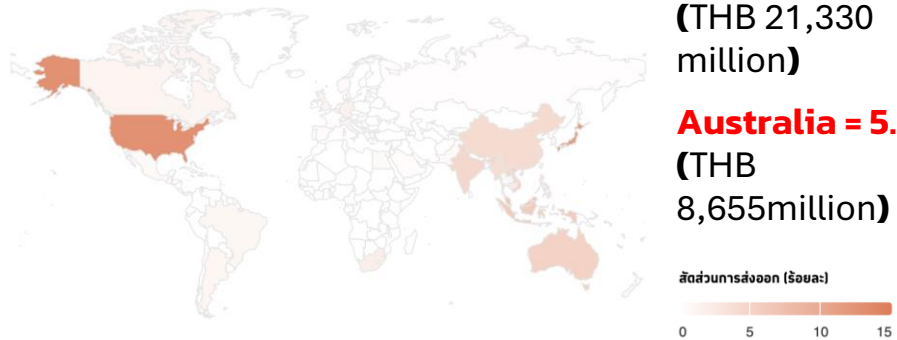 (THB 21,330
million)
Australia = 5.
(THB
8,655million)
สัดส่วนการส่งออก (ร้อยละ)
0 5 10 15